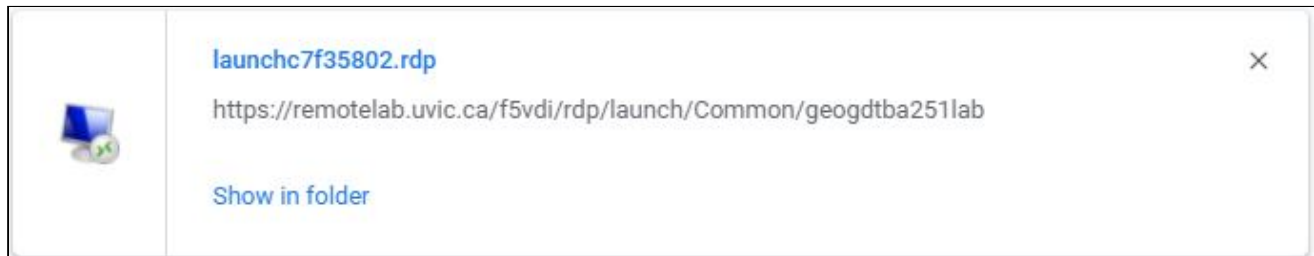 launchc7f35802.rdp
https://remotelab.uvic.ca/f5vdi/rdp/launch/Common/geogdtba251lab
Show in folder